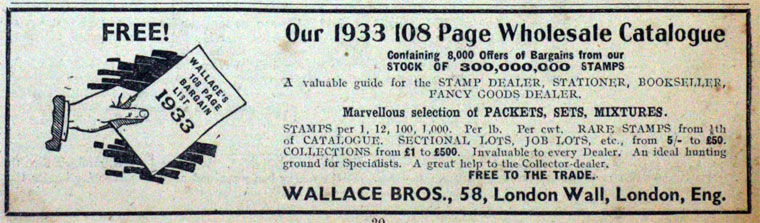 FREE!
WALLACE'S
108 PAGE
BARGAIN
LIST
1933
Our 1933 108 Page Wholesale Catalogue
Containing 8,000 Offers of Bargains from our
STOCK OF 300,000,000 STAMPS
A valuable guide for the STAMP DEALER, STATIONER, BOOKSELLER,
FANCY GOODS DEALER.
Marvellous selection of PACKETS, SETS, MIXTURES.
STAMPS per 1, 12, 100, 1,000. Per lb. Per cwt. RARE STAMPS from ¼th
of CATALOGUE. SECTIONAL LOTS, JOB LOTS, etc., from 5/- to £50.
COLLECTIONS from £1 to £500. Invaluable to every Dealer. An ideal hunting
ground for Specialists. A great help to the Collector-dealer.
FREE TO THE TRADE.
WALLACE BROS., 58, London Wall, London, Eng.